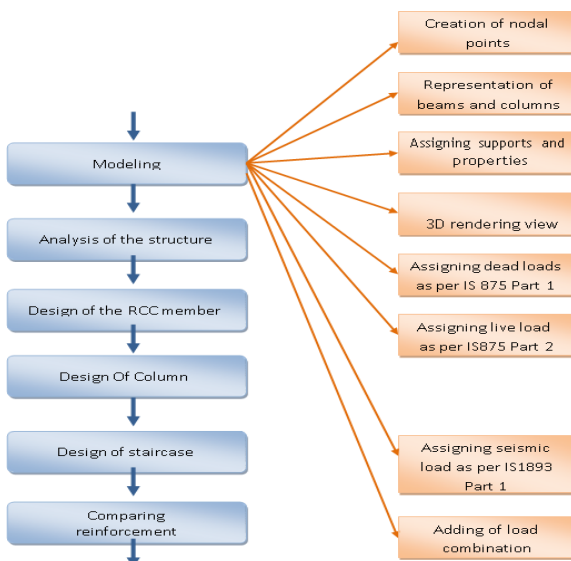 Modeling
Analysis of the structure
Design of the RCC member
Design Of Column
Design of staircase
Comparing
reinforcement
Creation of nodal
points
Representation of
beams and columns
Assigning supports and
properties
3D rendering view
Assigning dead loads
as per IS 875 Part 1
Assigning live load
as per IS875 Part 2
Assigning seismic
load as per IS1893
Part 1
Adding of load
combination